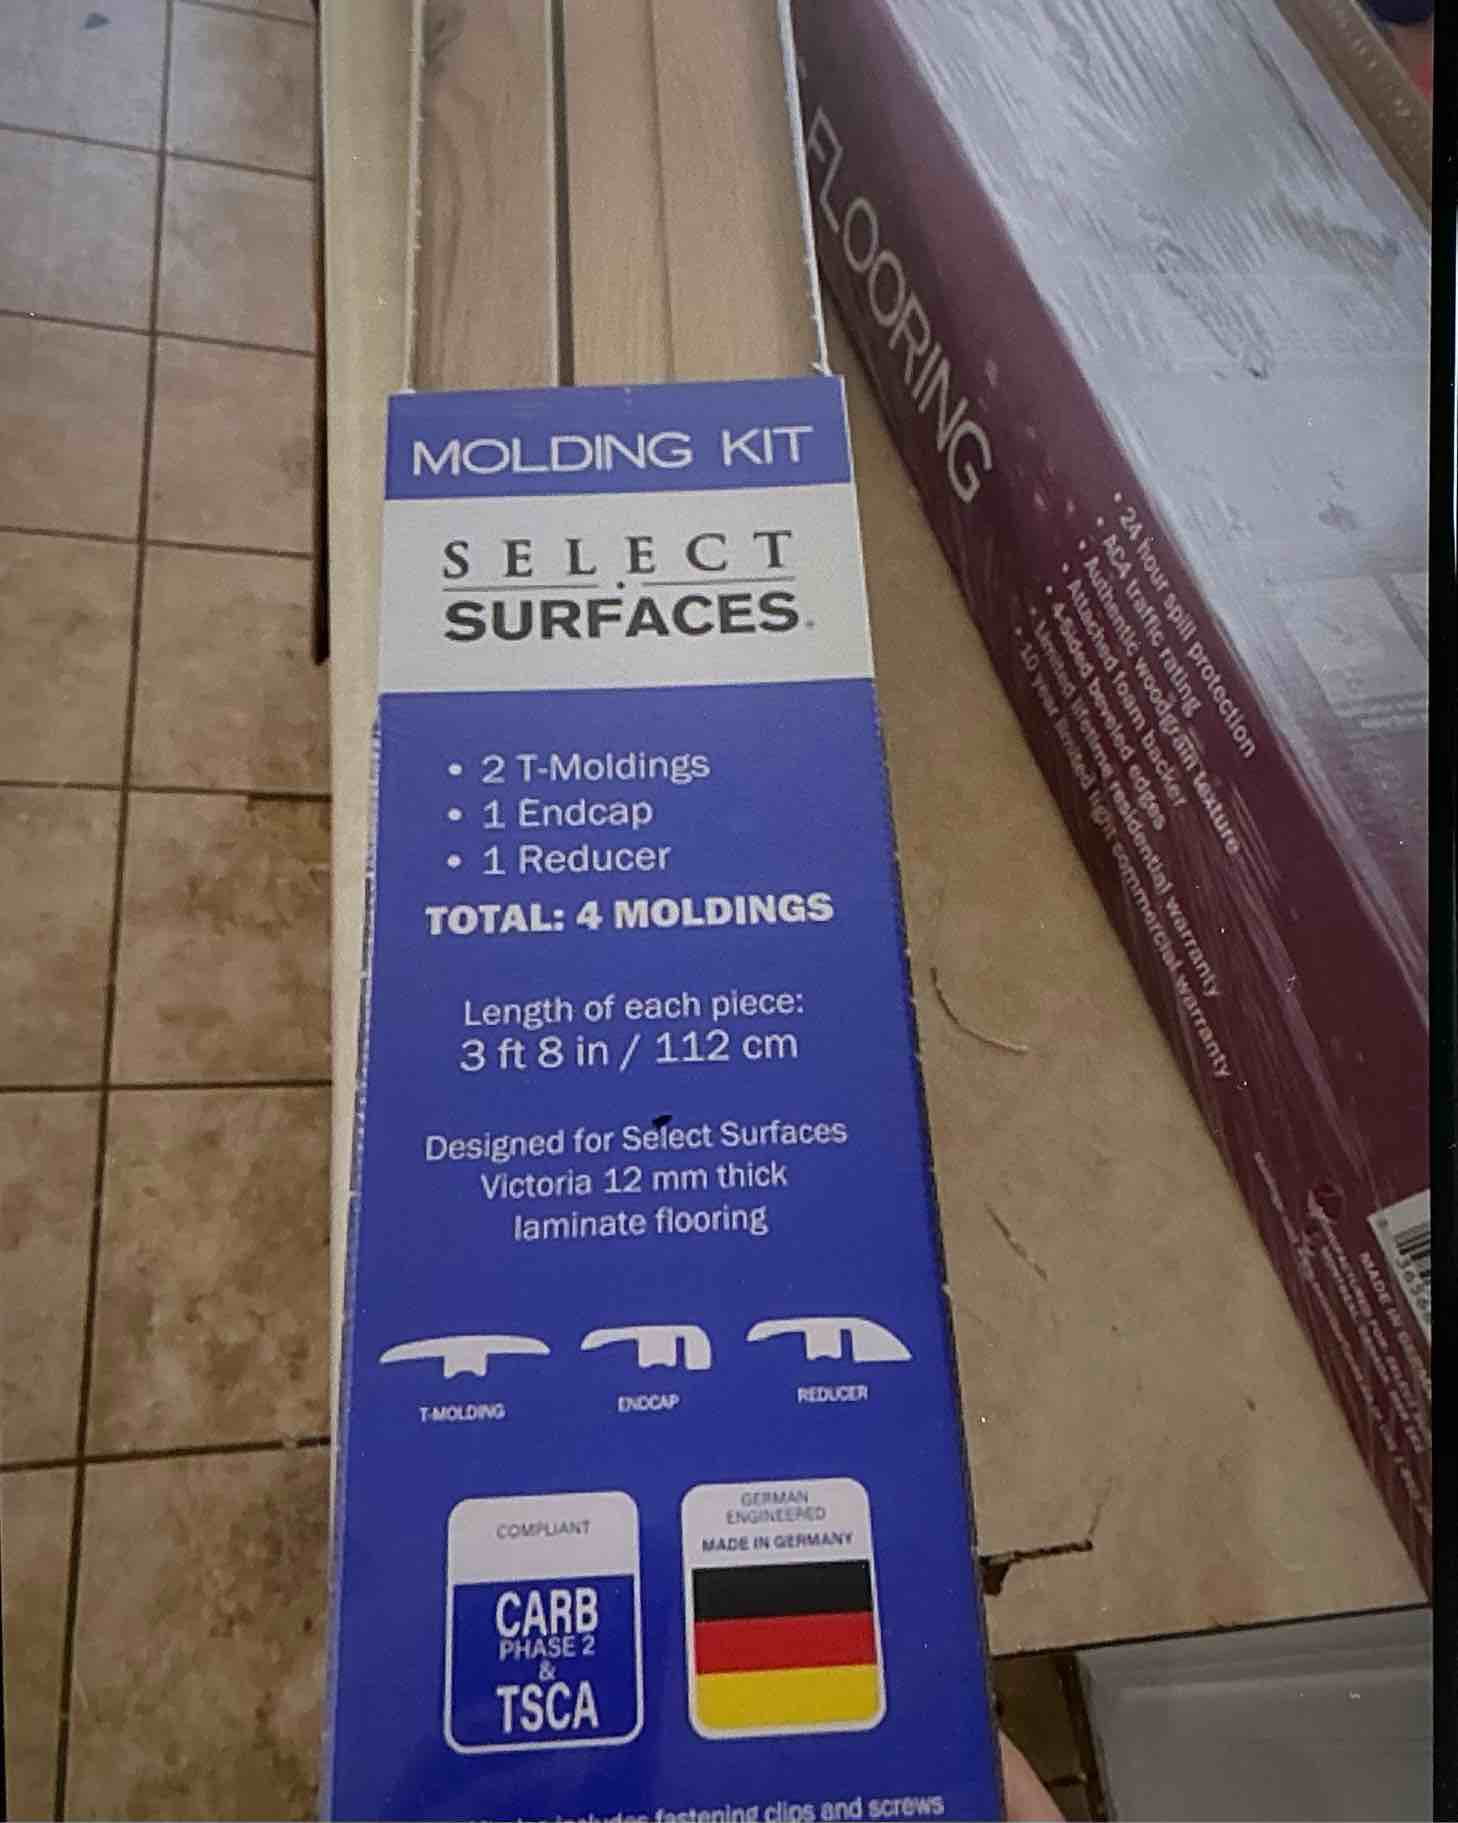 MOLDING KIT
SELECT
SURFACES
• 2 T-Moldings
• 1 Endcap
• 1 Reducer
TOTAL: 4 MOLDINGS
Length of each piece:
3 ft 8 in / 112 cm
Designed for Select Surfaces
Victoria 12 mm thick
laminate flooring
T-MOLDING
ENDCAP
REDUCER
COMPLIANT
CARB
PHASE 2
&
TSCA
GERMAN
ENGINEERED
MADE IN GERMANY
includes fastening clips and screws
FLOORING
• 24 hour spill protection
• AC4 traffic rating
• Authentic woodgrain texture
• Attached foam backer
• 4-sided beveled edges
• Limited lifetime residential warranty
• 10 year limited light commercial warranty
MADE IN